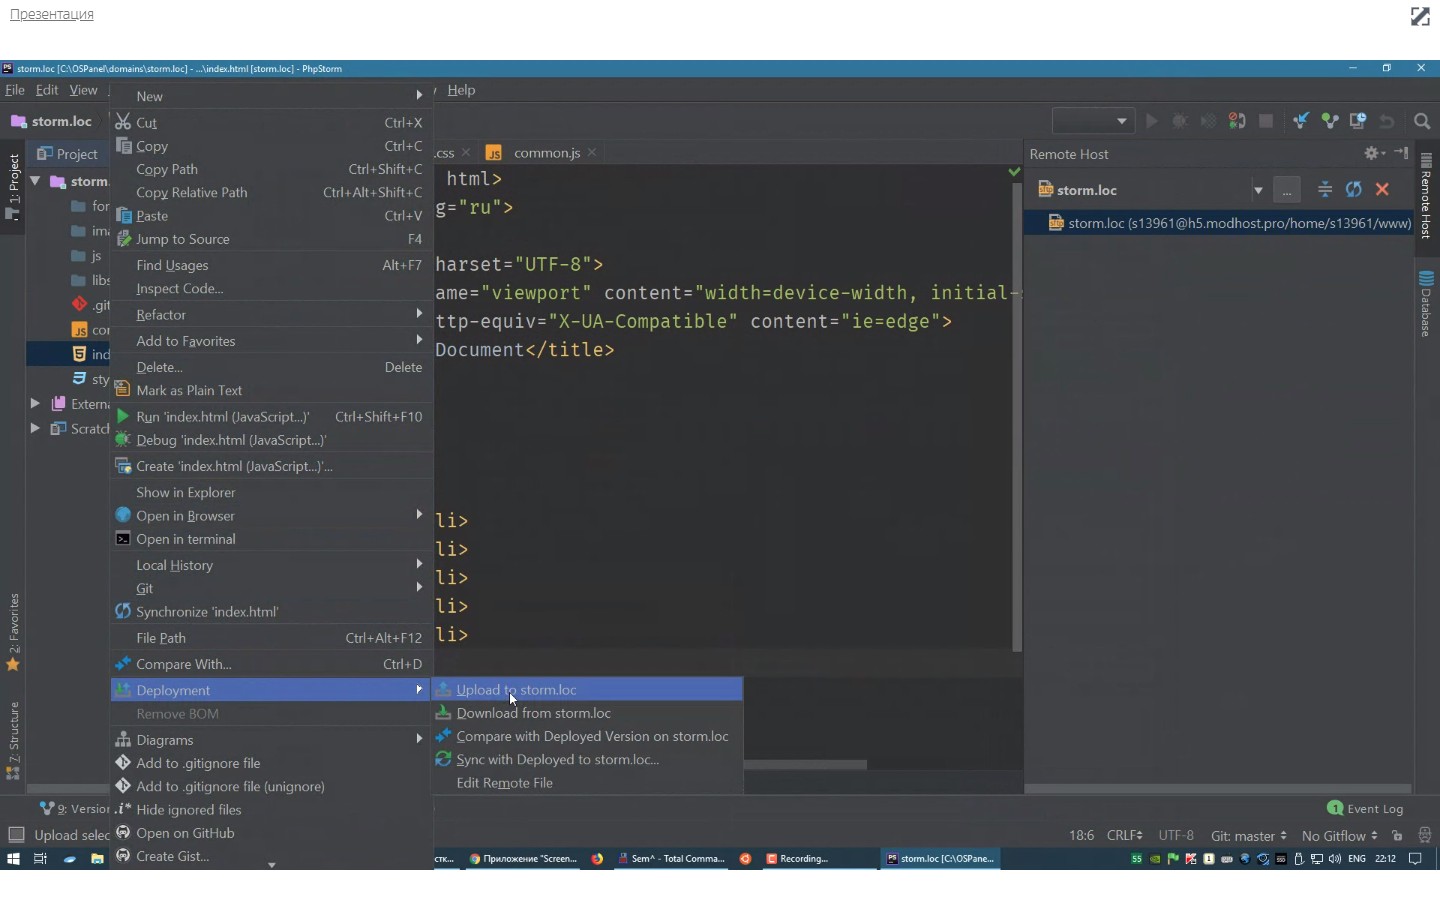 Презентация
storm.loc [C:\OSPanel\domains\storm.loc] - ...\index.html [storm.loc] - PhpStorm
File Edit View Help
storm.loc
Project
css common.js
Remote Host
1: Project
storm.
for
ima
js
libs
.git
ind
sty
Externa
Scratch
New
Cut Ctrl+X
Copy Ctrl+C
Copy Path Ctrl+Shift+C
Copy Relative Path Ctrl+Alt+Shift+C
Paste Ctrl+V
Jump to Source F4
Find Usages Alt+F7
Inspect Code...
Refactor
Add to Favorites
Delete... Delete
Mark as Plain Text
Run 'index.html (JavaScript...)' Ctrl+Shift+F10
Debug 'index.html (JavaScript...)'
Create 'index.html (JavaScript...)'...
Show in Explorer
Open in Browser
Open in terminal
Local History
Git
Synchronize 'index.html'
File Path Ctrl+Alt+F12
Compare With... Ctrl+D
Deployment
Remove BOM
Diagrams
Add to .gitignore file
Add to .gitignore file (unignore)
Hide ignored files
Open on GitHub
Create Gist...
Upload to storm.loc
Download from storm.loc
Compare with Deployed Version on storm.loc
Sync with Deployed to storm.loc...
Edit Remote File
html>
g="ru">
harset="UTF-8">
ame="viewport" content="width=device-width, initial-
ttp-equiv="X-UA-Compatible" content="ie=edge">
Document</title>
li>
li>
li>
li>
li>
storm.loc ...
storm.loc (s13961@h5.modhost.pro/home/s13961/www)
Remote Host
Database
2: Favorites
7: Structure
9: Version
1 Event Log
Upload selec
18:6 CRLF UTF-8 Git: master No Gitflow
Приложение "Screen... Sem^ - Total Comma... Recording... storm.loc [C:\OSPane... ENG 22:12